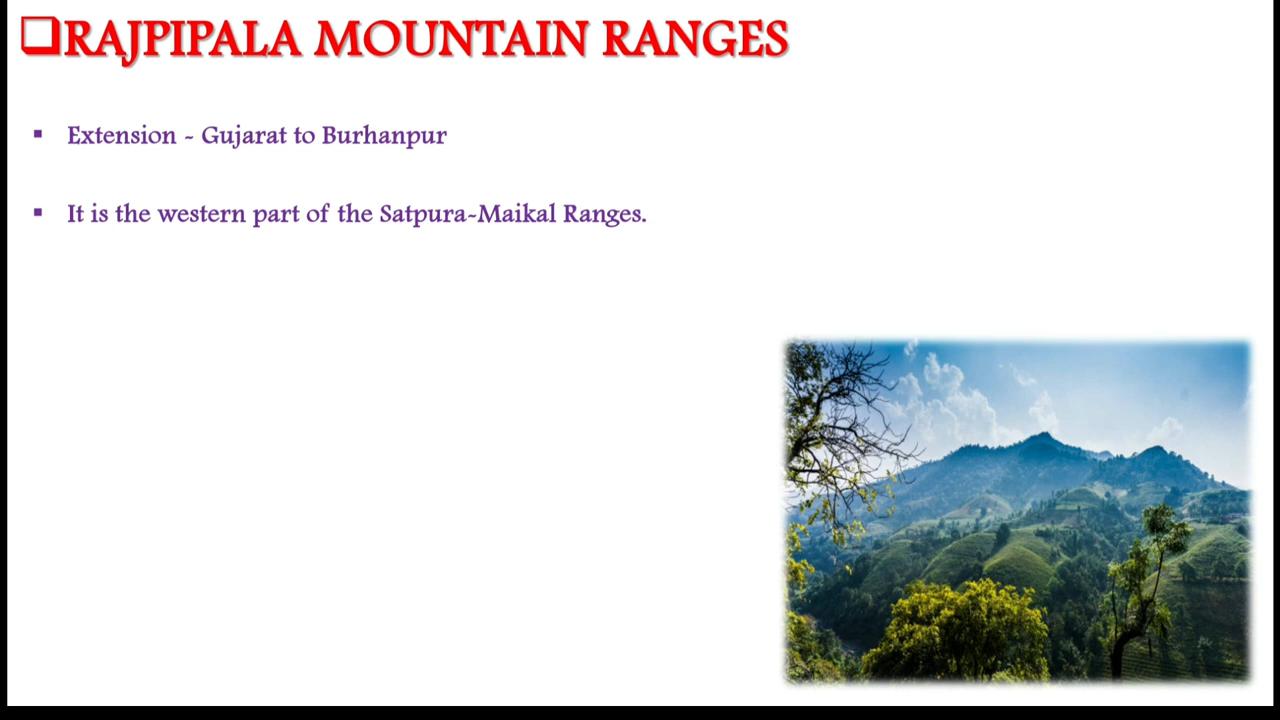 ❑RAJPIPALA MOUNTAIN RANGES
▪ Extension - Gujarat to Burhanpur
▪ It is the western part of the Satpura-Maikal Ranges.